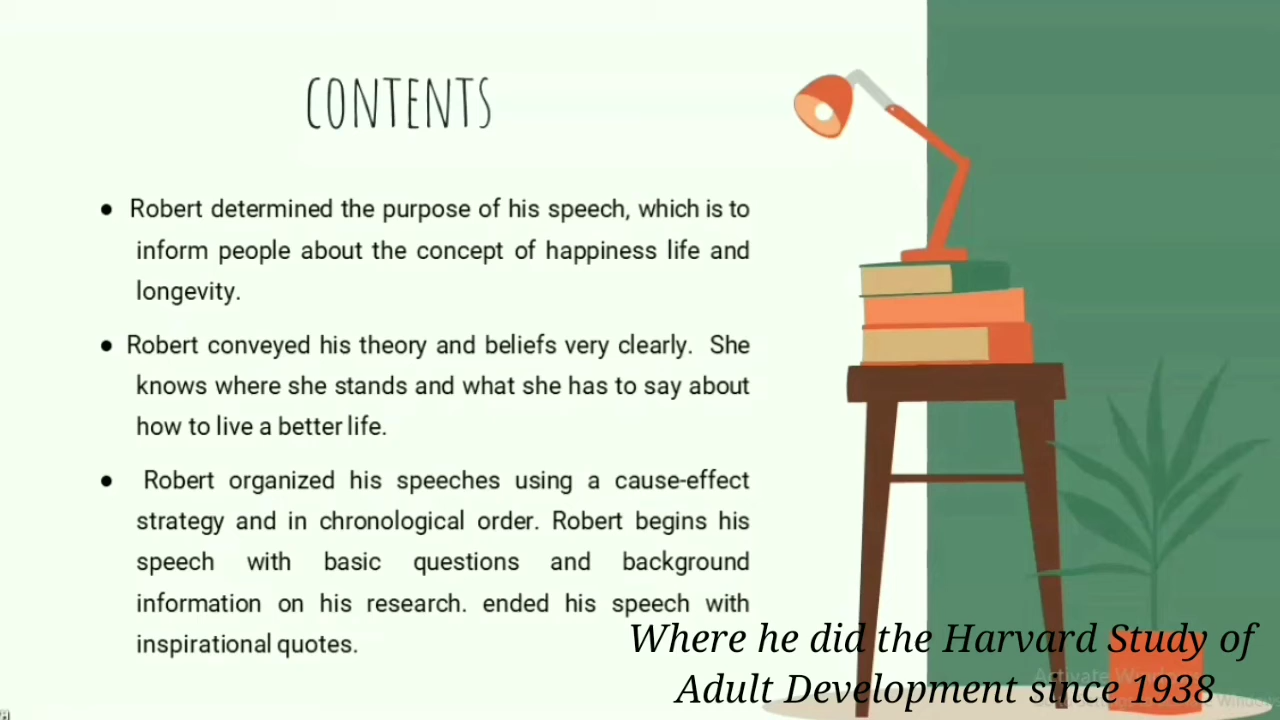 CONTENTS
● Robert determined the purpose of his speech, which is to
inform people about the concept of happiness life and
longevity.
● Robert conveyed his theory and beliefs very clearly. She
knows where she stands and what she has to say about
how to live a better life.
● Robert organized his speeches using a cause-effect
strategy and in chronological order. Robert begins his
speech with basic questions and background
information on his research. ended his speech with
inspirational quotes.
Where he did the Harvard Study of
Adult Development since 1938